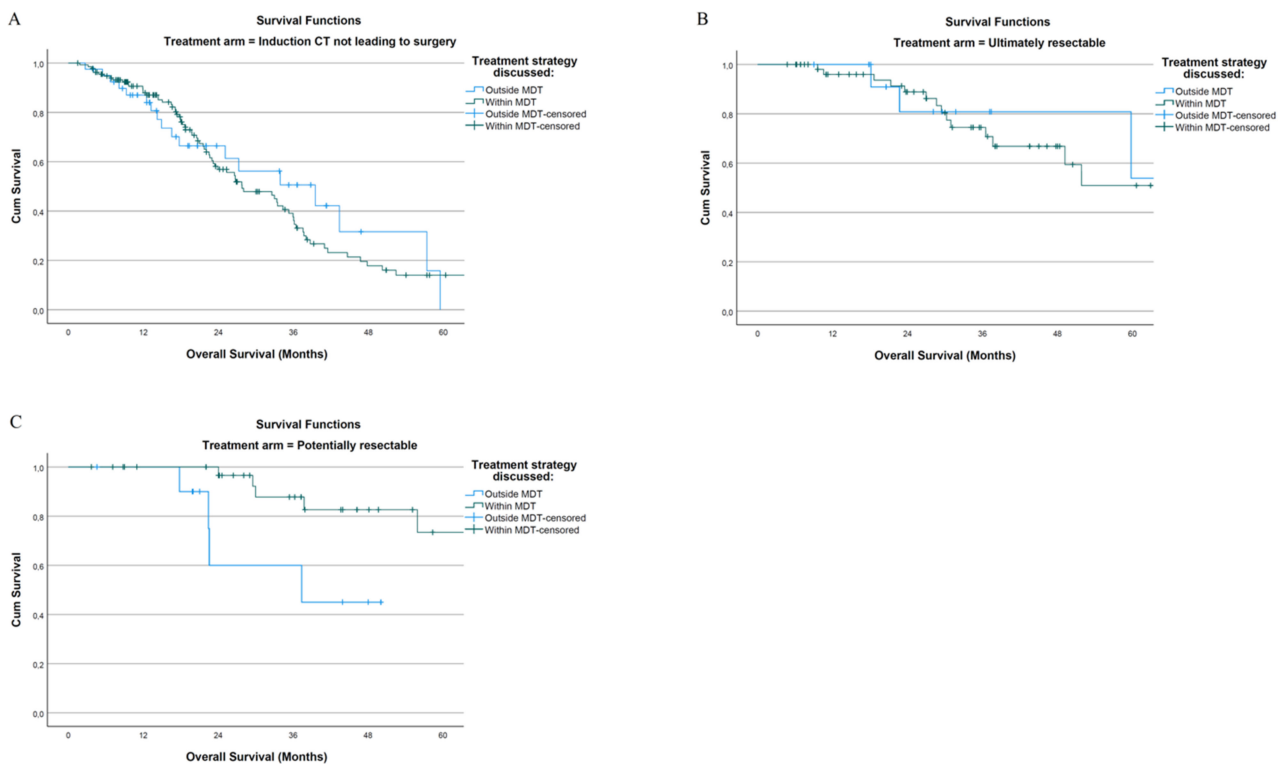 A
Survival Functions
Treatment arm = Induction CT not leading to surgery
Treatment strategy
discussed:
Outside MDT
Within MDT
Outside MDT-censored
Within MDT-censored
Cum Survival
1,0
0,8
0,6
0,4
0,2
0,0
0
12
24
36
48
60
Overall Survival (Months)
B
Survival Functions
Treatment arm = Ultimately resectable
Treatment strategy
discussed:
Outside MDT
Within MDT
Outside MDT-censored
Within MDT-censored
Cum Survival
1,0
0,8
0,6
0,4
0,2
0,0
0
12
24
36
48
60
Overall Survival (Months)
C
Survival Functions
Treatment arm = Potentially resectable
Treatment strategy
discussed:
Outside MDT
Within MDT
Outside MDT-censored
Within MDT-censored
Cum Survival
1,0
0,8
0,6
0,4
0,2
0,0
0
12
24
36
48
60
Overall Survival (Months)